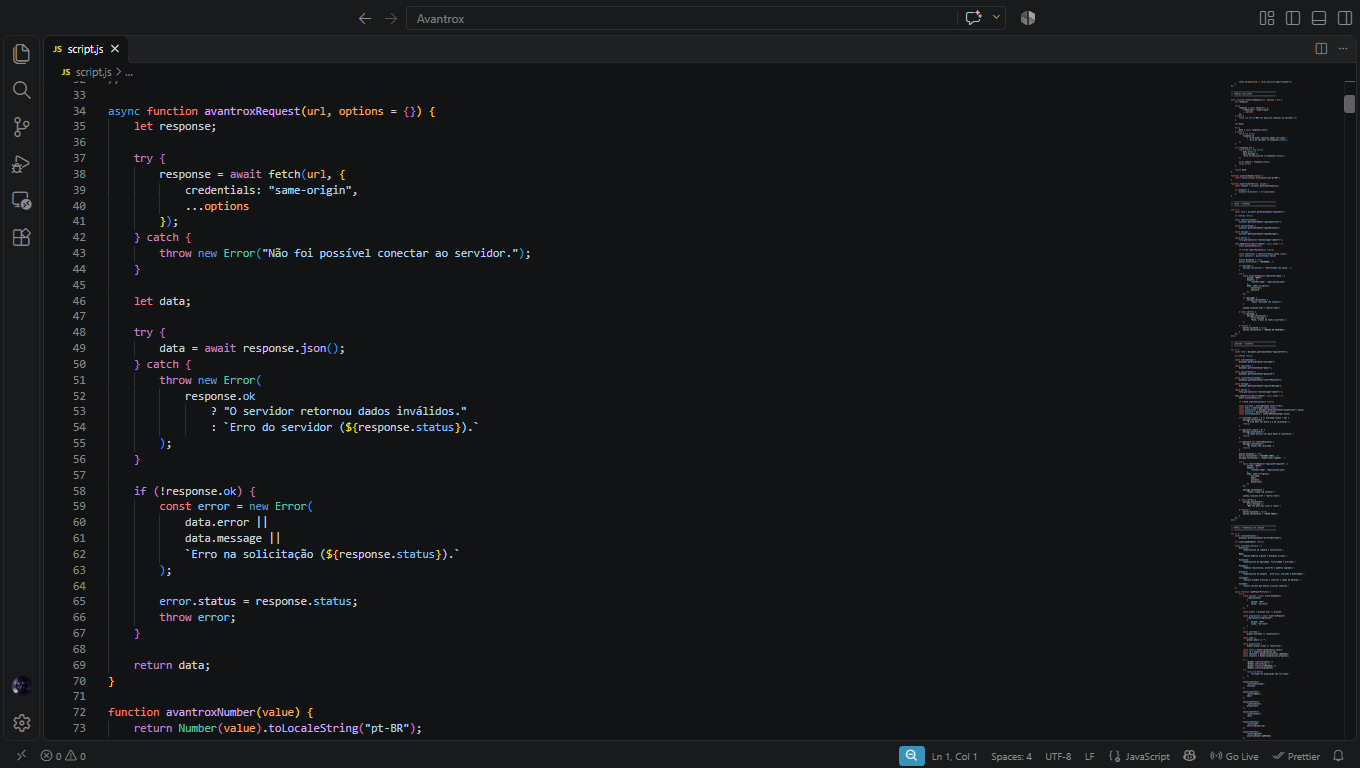 Avantrox
JS script.js
JS script.js > ...
33
34 async function avantroxRequest(url, options = {}) {
35     let response;
36
37     try {
38         response = await fetch(url, {
39             credentials: "same-origin",
40             ...options
41         });
42     } catch {
43         throw new Error("Não foi possível conectar ao servidor.");
44     }
45
46     let data;
47
48     try {
49         data = await response.json();
50     } catch {
51         throw new Error(
52             response.ok
53                 ? "O servidor retornou dados inválidos."
54                 : `Erro do servidor (${response.status}).`
55         );
56     }
57
58     if (!response.ok) {
59         const error = new Error(
60             data.error ||
61             data.message ||
62             `Erro na solicitação (${response.status}).`
63         );
64
65         error.status = response.status;
66         throw error;
67     }
68
69     return data;
70 }
71
72 function avantroxNumber(value) {
73     return Number(value).toLocaleString("pt-BR");
0 0 Ln 1, Col 1 Spaces: 4 UTF-8 LF {} JavaScript Go Live Prettier